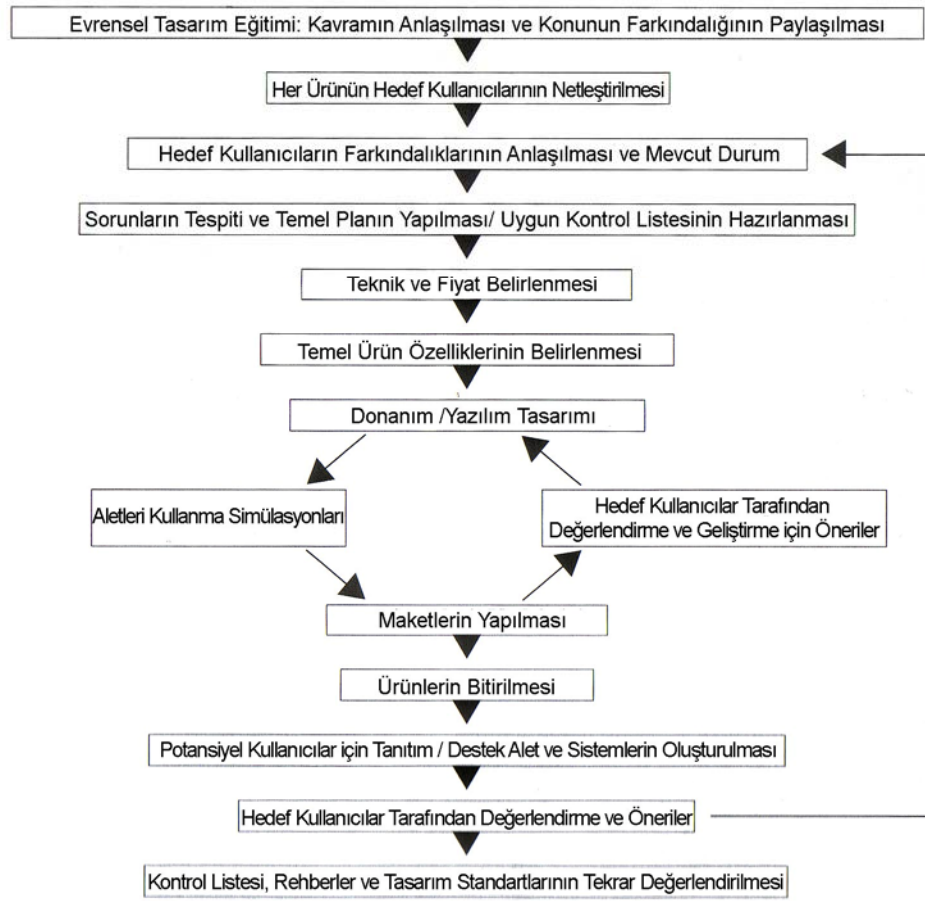 Evrensel Tasarım Eğitimi: Kavramın Anlaşılması ve Konunun Farkındalığının Paylaşılması
Her Ürünün Hedef Kullanıcılarının Netleştirilmesi
Hedef Kullanıcıların Farkındalıklarının Anlaşılması ve Mevcut Durum
Sorunların Tespiti ve Temel Planın Yapılması/ Uygun Kontrol Listesinin Hazırlanması
Teknik ve Fiyat Belirlenmesi
Temel Ürün Özelliklerinin Belirlenmesi
Donanım /Yazılım Tasarımı
Aletleri Kullanma Simülasyonları
Hedef Kullanıcılar Tarafından
Değerlendirme ve Geliştirme için Öneriler
Maketlerin Yapılması
Ürünlerin Bitirilmesi
Potansiyel Kullanıcılar için Tanıtım / Destek Alet ve Sistemlerin Oluşturulması
Hedef Kullanıcılar Tarafından Değerlendirme ve Öneriler
Kontrol Listesi, Rehberler ve Tasarım Standartlarının Tekrar Değerlendirilmesi